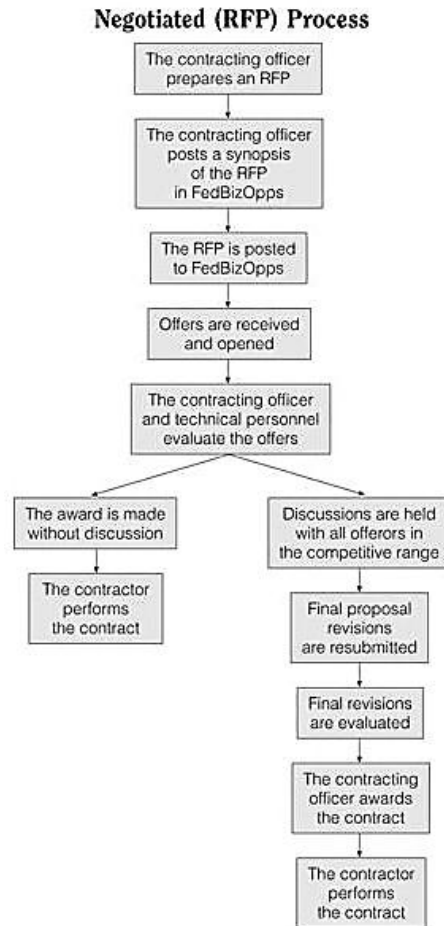 Negotiated (RFP) Process
The contracting officer
prepares an RFP
The contracting officer
posts a synopsis
of the RFP
in FedBizOpps
The RFP is posted
to FedBizOpps
Offers are received
and opened
The contracting officer
and technical personnel
evaluate the offers
The award is made
without discussion
The contractor
performs
the contract
Discussions are held
with all offerors in
the competitive range
Final proposal
revisions
are resubmitted
Final revisions
are evaluated
The contracting
officer awards
the contract
The contractor
performs
the contract